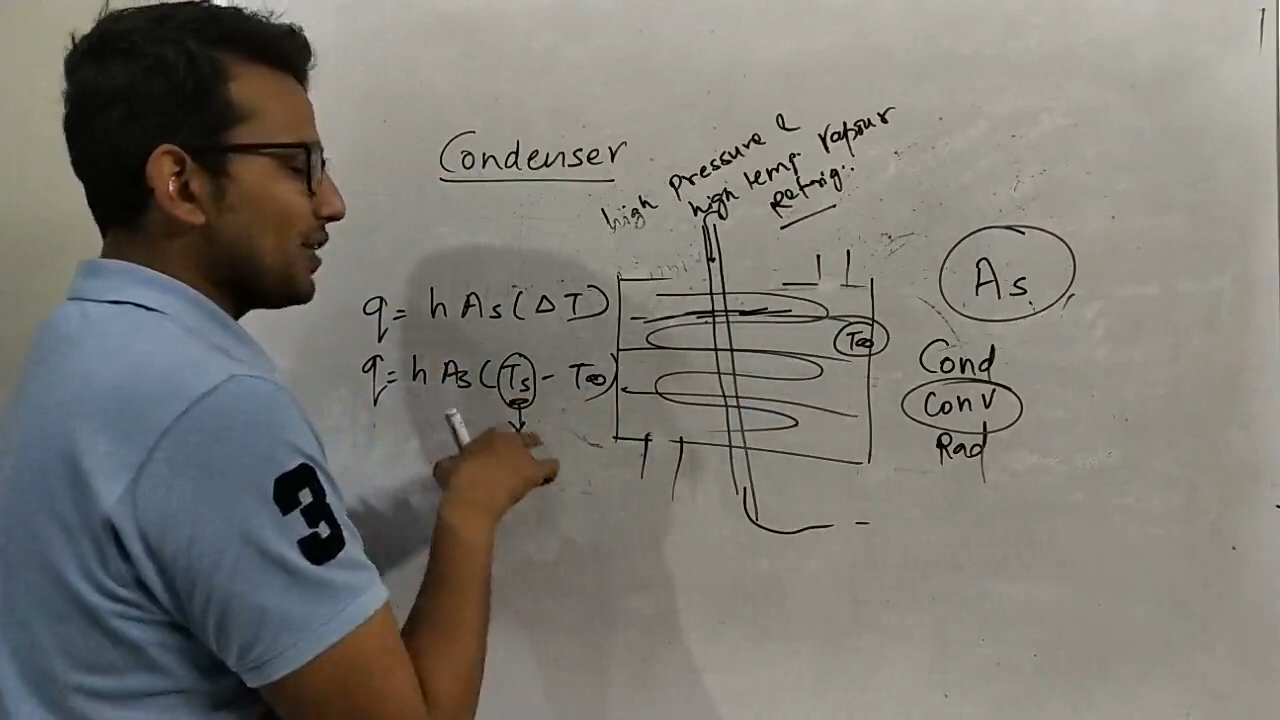 Condenser
high pressure &
high temp. vapour
Refrig:
q = h As (ΔT)
q = h As (Ts - T∞)
T∞
As
Cond
Conv
Rad
3